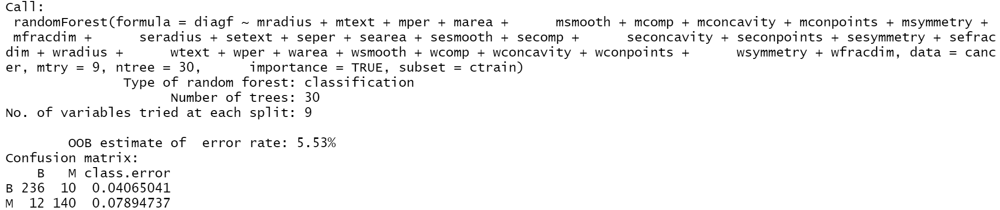 Call:
 randomForest(formula = diagf ~ mradius + mtext + mper + marea +      msmooth + mcomp + mconcavity + mconpoints + msymmetry +
 mfracdim +      seradius + setext + seper + searea + sesmooth + secomp +      seconcavity + seconpoints + sesymmetry + sefrac
dim + wradius +      wtext + wper + warea + wsmooth + wcomp + wconcavity + wconpoints +      wsymmetry + wfracdim, data = canc
er, mtry = 9, ntree = 30,      importance = TRUE, subset = ctrain)
               Type of random forest: classification
                     Number of trees: 30
No. of variables tried at each split: 9

        OOB estimate of  error rate: 5.53%
Confusion matrix:
    B   M class.error
B 236  10  0.04065041
M  12 140  0.07894737